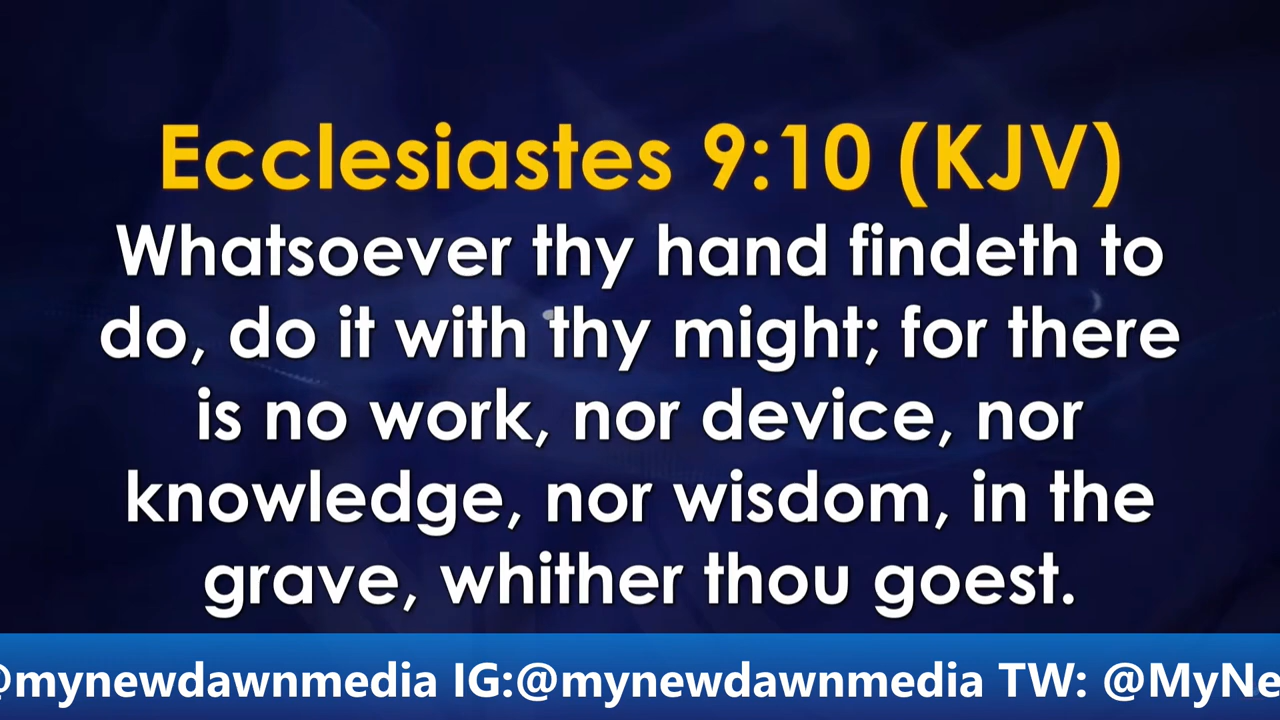 Ecclesiastes 9:10 (KJV)
Whatsoever thy hand findeth to
do, do it with thy might; for there
is no work, nor device, nor
knowledge, nor wisdom, in the
grave, whither thou goest.
@mynewdawnmedia IG:@mynewdawnmedia TW: @MyNe